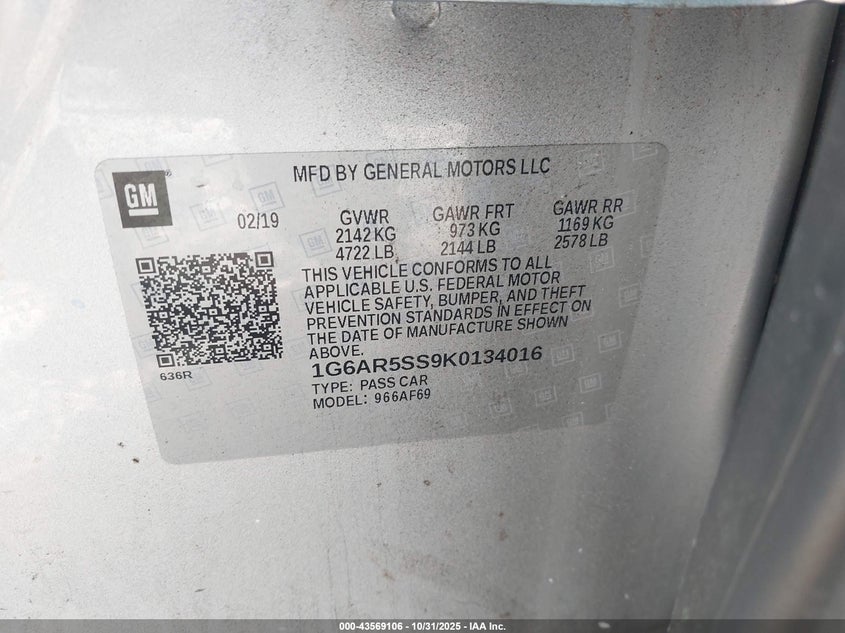 MFD BY GENERAL MOTORS LLC
GM
02/19
GVWR
2142 KG
4722 LB
GAWR FRT
973 KG
2144 LB
GAWR RR
1169 KG
2578 LB
THIS VEHICLE CONFORMS TO ALL
APPLICABLE U.S. FEDERAL MOTOR
VEHICLE SAFETY, BUMPER, AND THEFT
PREVENTION STANDARDS IN EFFECT ON
THE DATE OF MANUFACTURE SHOWN
ABOVE.
636R
1G6AR5SS9K0134016
TYPE: PASS CAR
MODEL: 966AF69
000-43569106 - 10/31/2025 - IAA Inc.